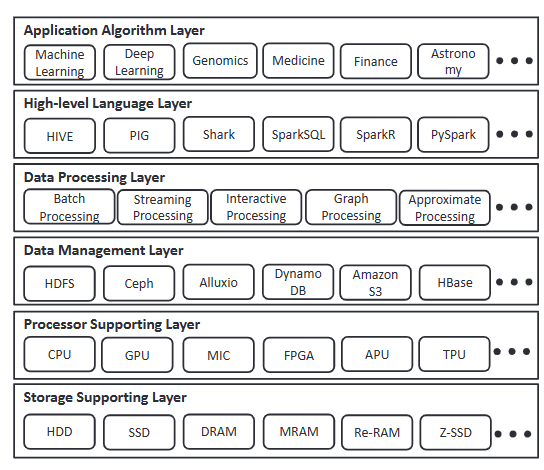 Application Algorithm Layer
Machine
Learning
Deep
Learning
Genomics
Medicine
Finance
Astrono
my
High-level Language Layer
HIVE
PIG
Shark
SparkSQL
SparkR
PySpark
Data Processing Layer
Batch
Processing
Streaming
Processing
Interactive
Processing
Graph
Processing
Approximate
Processing
Data Management Layer
HDFS
Ceph
Alluxio
Dynamo
DB
Amazon
S3
HBase
Processor Supporting Layer
CPU
GPU
MIC
FPGA
APU
TPU
Storage Supporting Layer
HDD
SSD
DRAM
MRAM
Re-RAM
Z-SSD